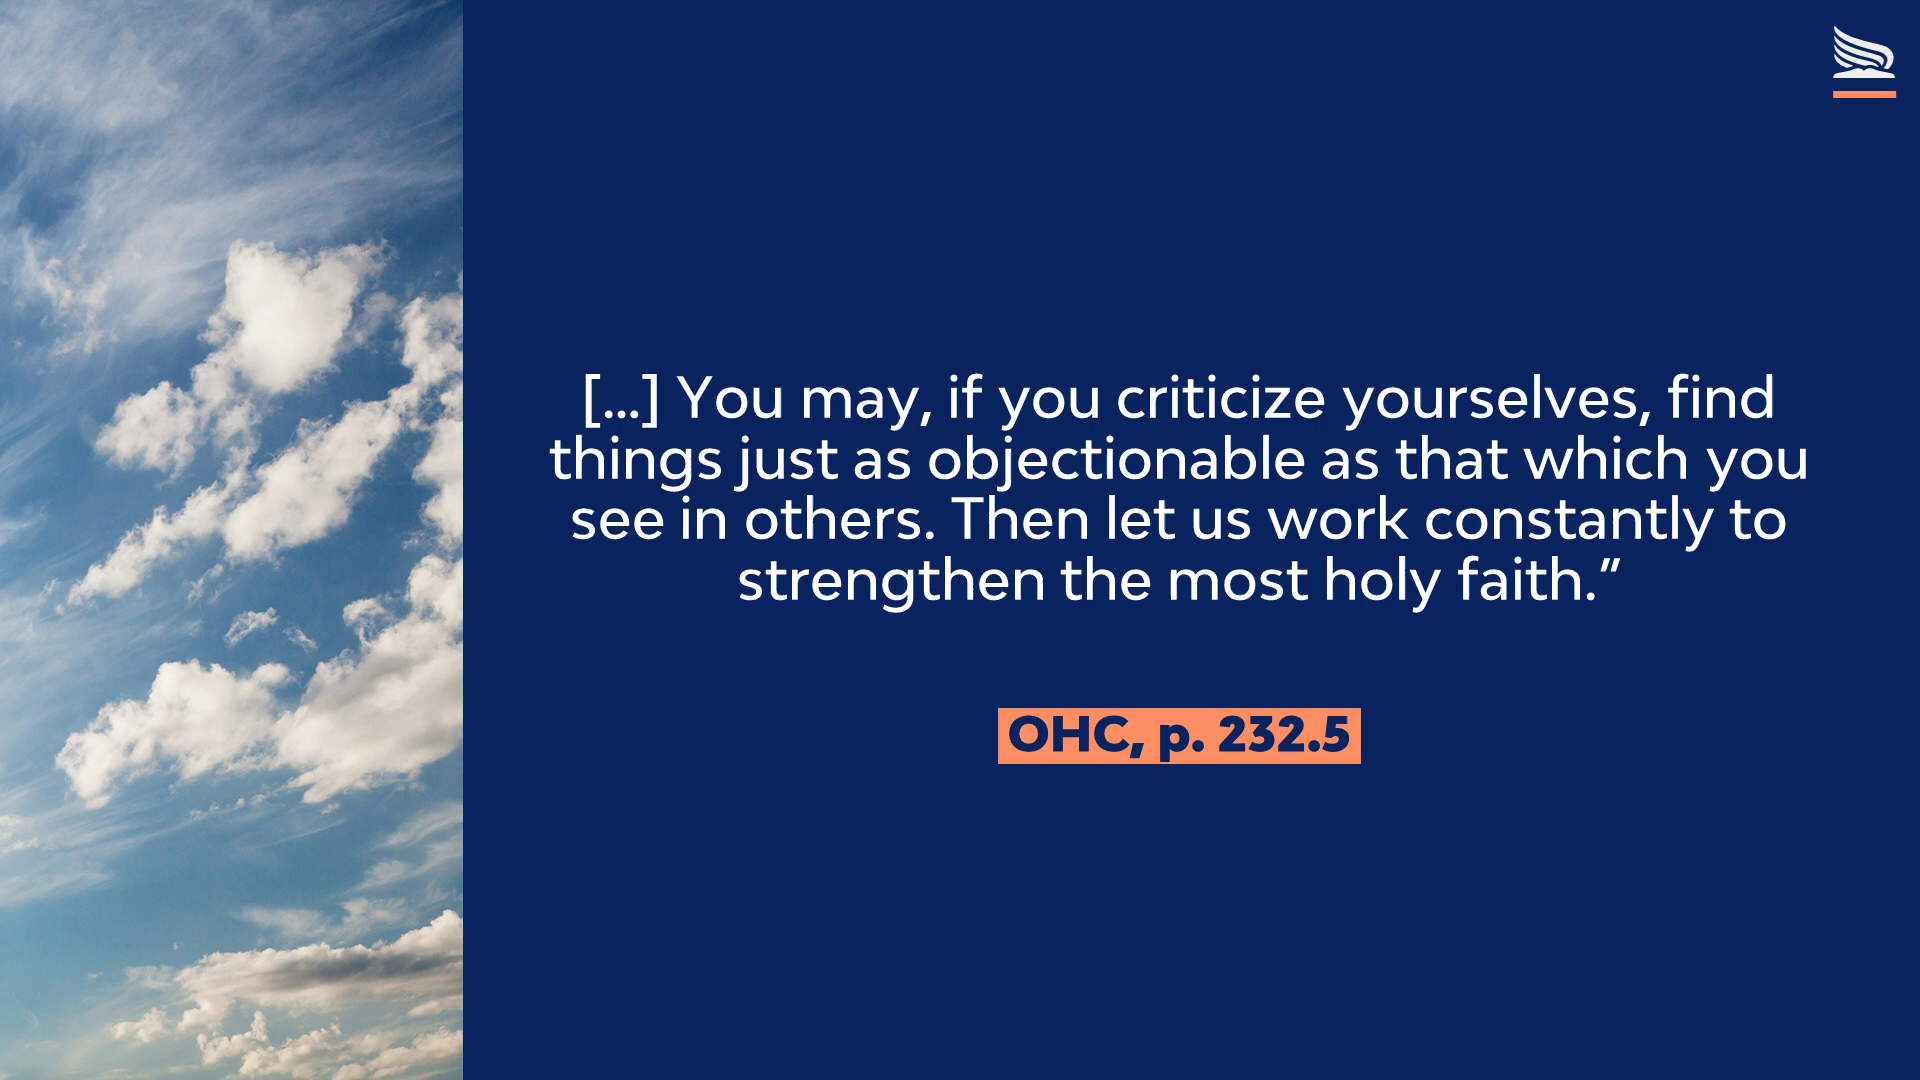 [...] You may, if you criticize yourselves, find
things just as objectionable as that which you
see in others. Then let us work constantly to
strengthen the most holy faith.”
OHC, p. 232.5